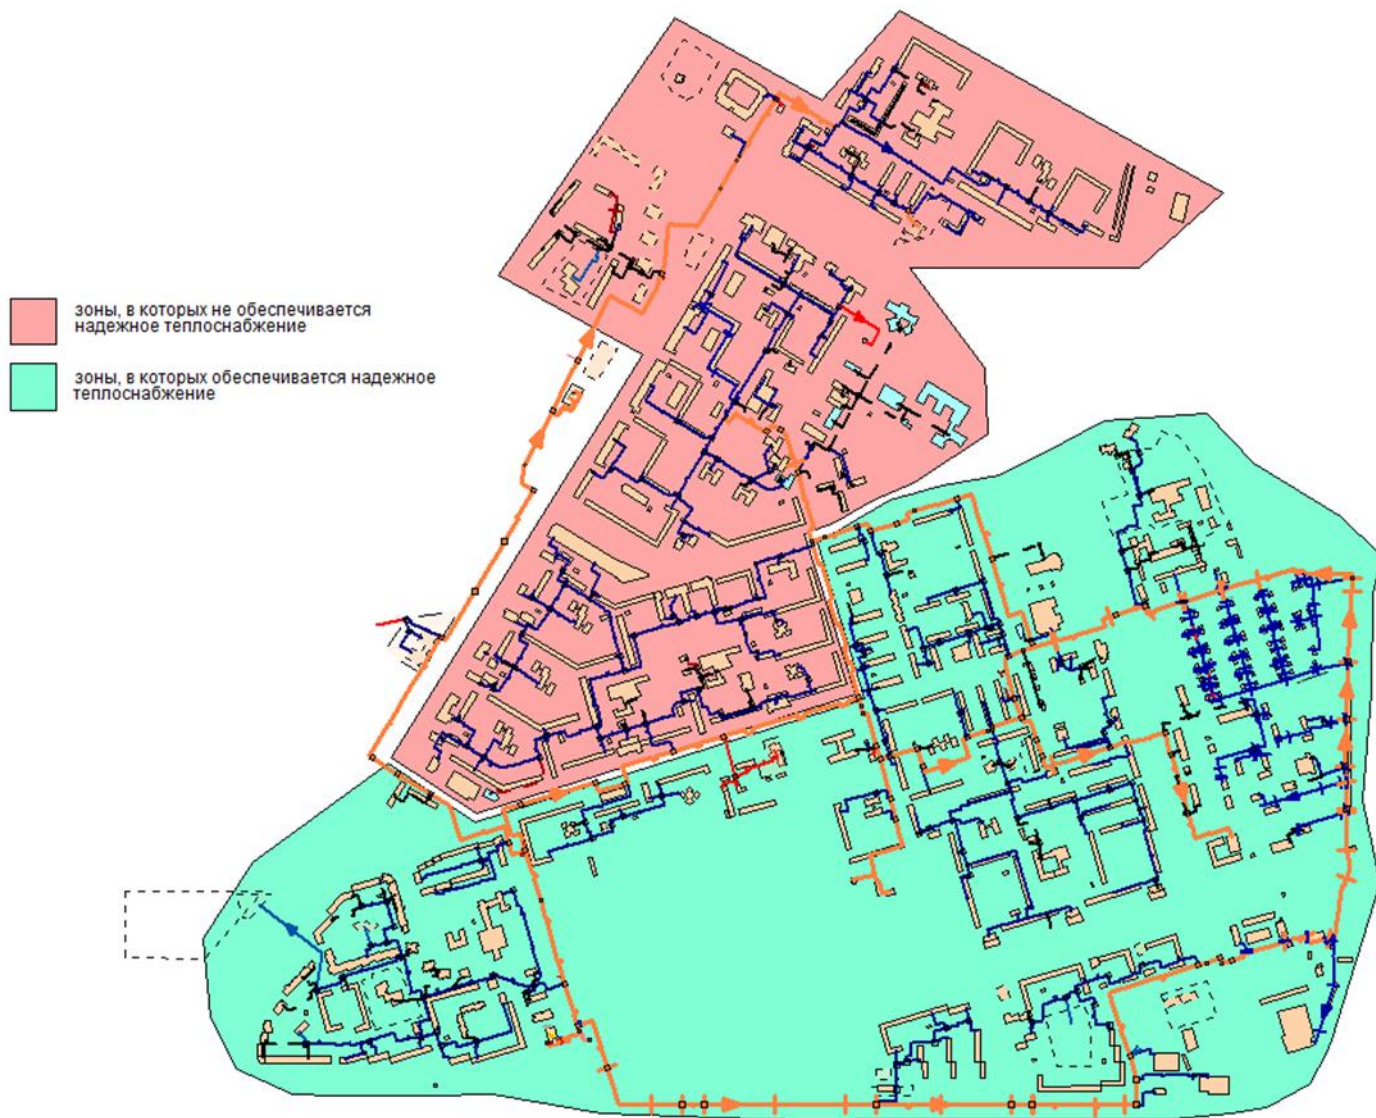 зоны, в которых не обеспечивается
надежное теплоснабжение
зоны, в которых обеспечивается надежное
теплоснабжение